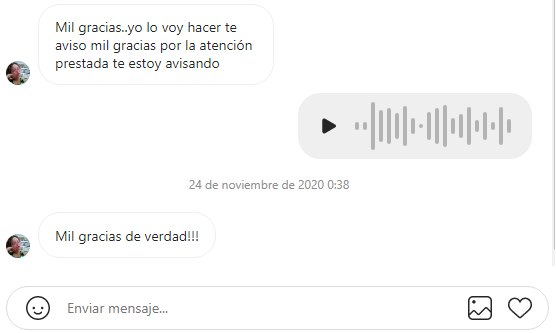 Mil gracias..yo lo voy hacer te
aviso mil gracias por la atención
prestada te estoy avisando
24 de noviembre de 2020 0:38
Mil gracias de verdad!!!
Enviar mensaje...